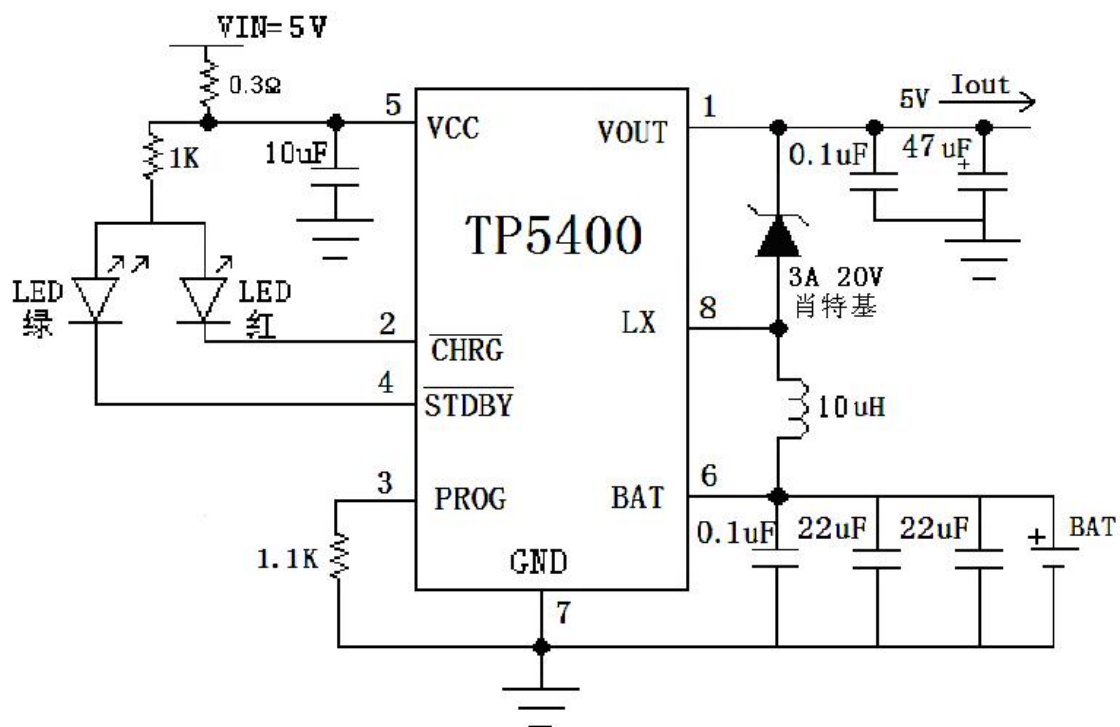 VIN=5V
0.3Ω
1K
10uF
LED
绿
LED
红
5
VCC
2
CHRG
4
STDBY
3
PROG
1.1K
TP5400
GND
7
1
VOUT
5V
Iout
0.1uF
47uF
+
3A 20V
肖特基
8
LX
10uH
6
BAT
0.1uF
22uF
22uF
+
BAT